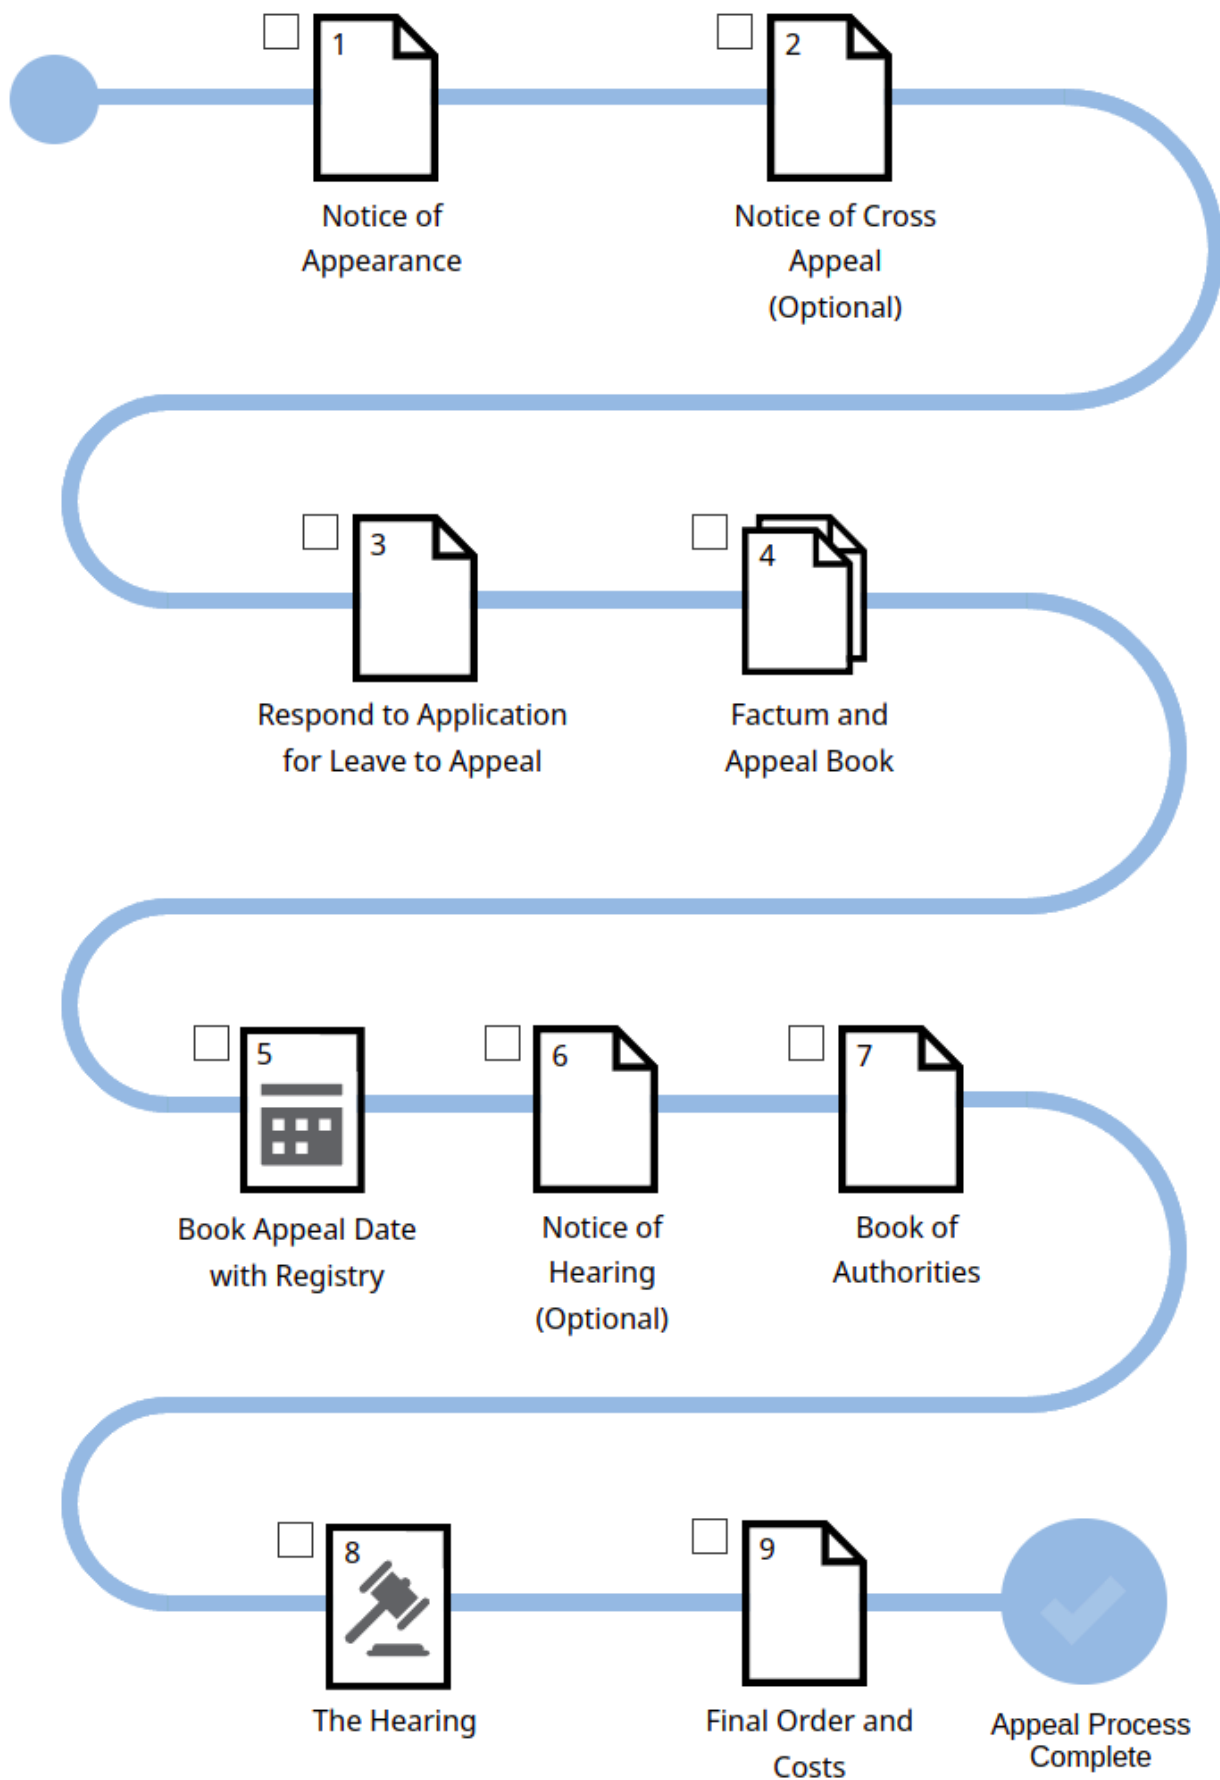 1
Notice of
Appearance
2
Notice of Cross
Appeal
(Optional)
3
Respond to Application
for Leave to Appeal
4
Factum and
Appeal Book
5
Book Appeal Date
with Registry
6
Notice of
Hearing
(Optional)
7
Book of
Authorities
8
The Hearing
9
Final Order and
Costs
Appeal Process
Complete